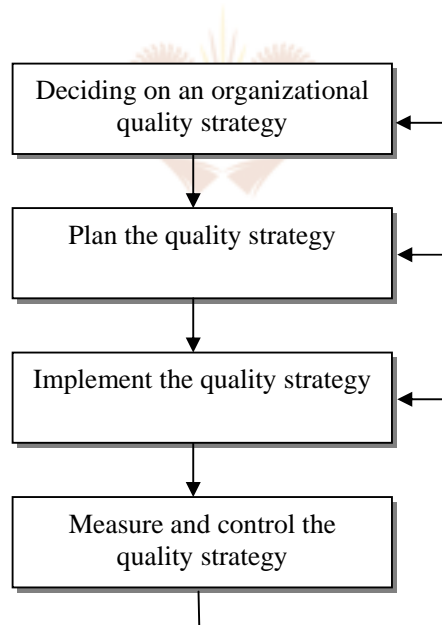 Deciding on an organizational
quality strategy
Plan the quality strategy
Implement the quality strategy
Measure and control the
quality strategy